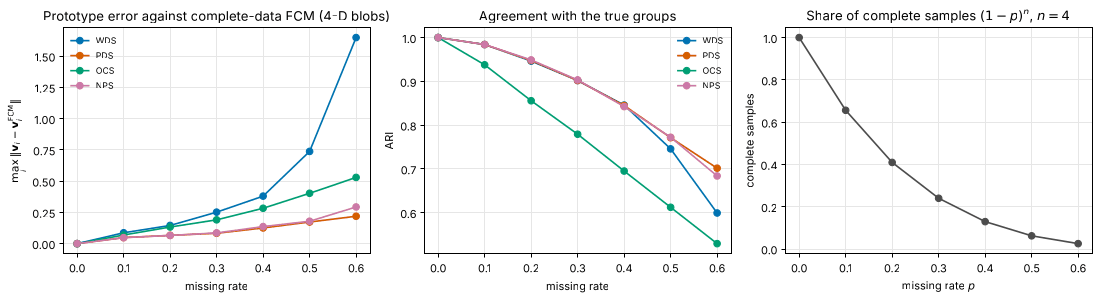 Prototype error against complete-data FCM (4-D blobs)
max_i ‖v_i − v_i^FCM‖
1.50
1.25
1.00
0.75
0.50
0.25
0.00
WDS
PDS
OCS
NPS
0.0 0.1 0.2 0.3 0.4 0.5 0.6
missing rate
Agreement with the true groups
ARI
1.0
0.9
0.8
0.7
0.6
WDS
PDS
OCS
NPS
0.0 0.1 0.2 0.3 0.4 0.5 0.6
missing rate
Share of complete samples (1 − p)^n, n = 4
complete samples
1.0
0.8
0.6
0.4
0.2
0.0
0.0 0.1 0.2 0.3 0.4 0.5 0.6
missing rate p